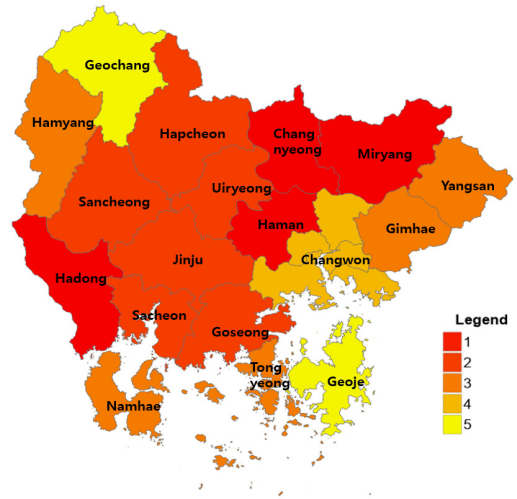 Geochang
Hamyang
Hapcheon
Chang
nyeong
Miryang
Yangsan
Uiryeong
Sancheong
Haman
Gimhae
Jinju
Changwon
Hadong
Sacheon
Goseong
Tong
yeong
Geoje
Namhae
Legend
1
2
3
4
5